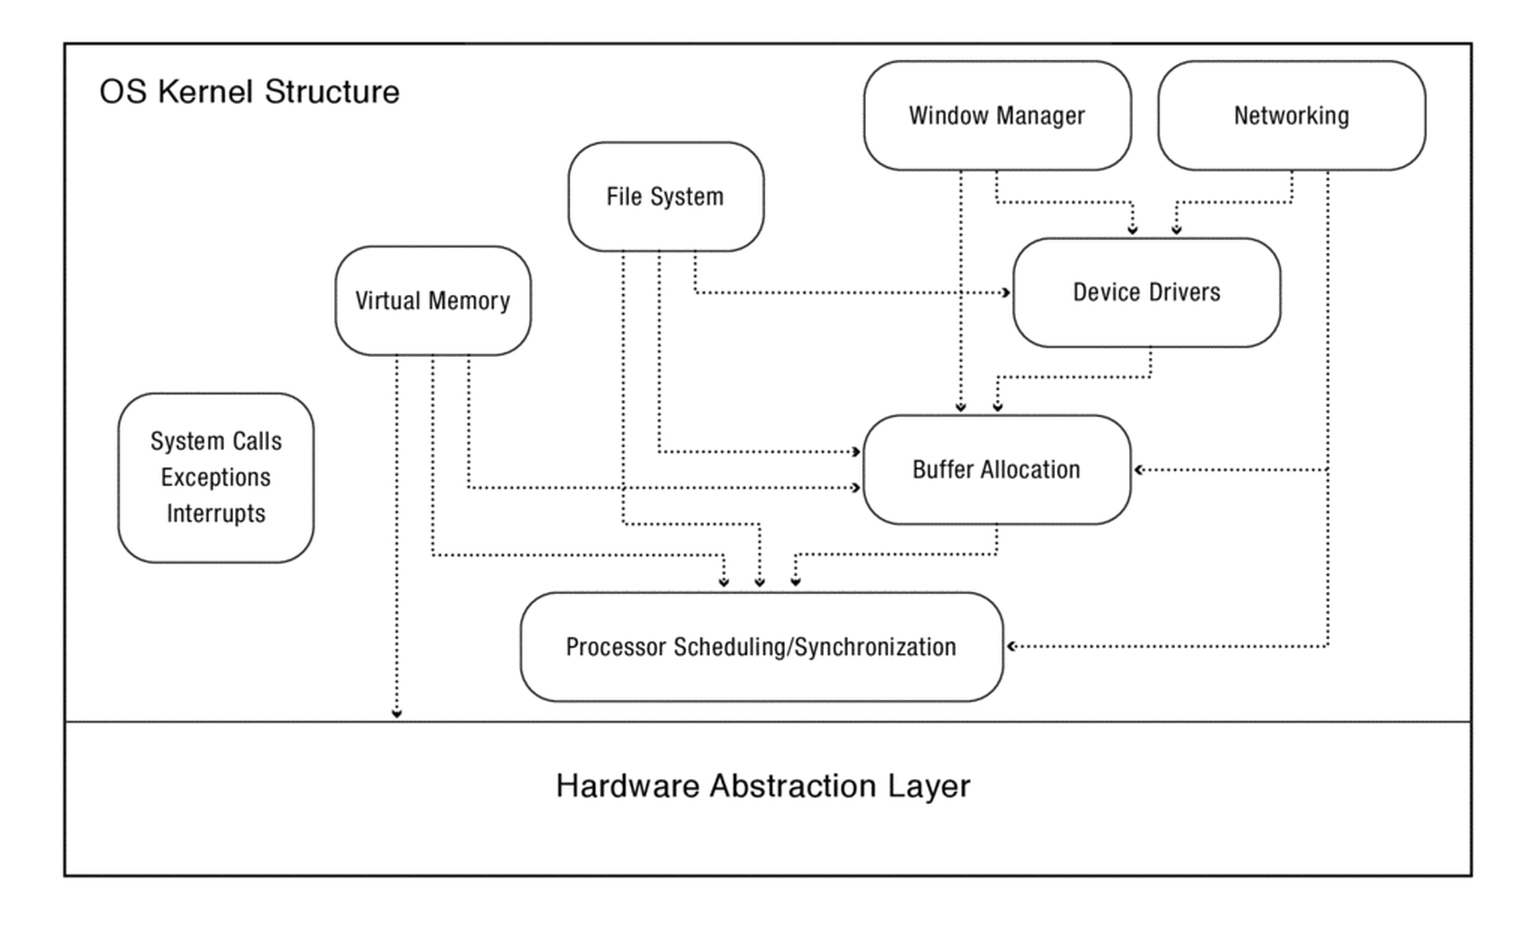 OS Kernel Structure
Window Manager
Networking
File System
Device Drivers
Virtual Memory
System Calls
Exceptions
Interrupts
Buffer Allocation
Processor Scheduling/Synchronization
Hardware Abstraction Layer